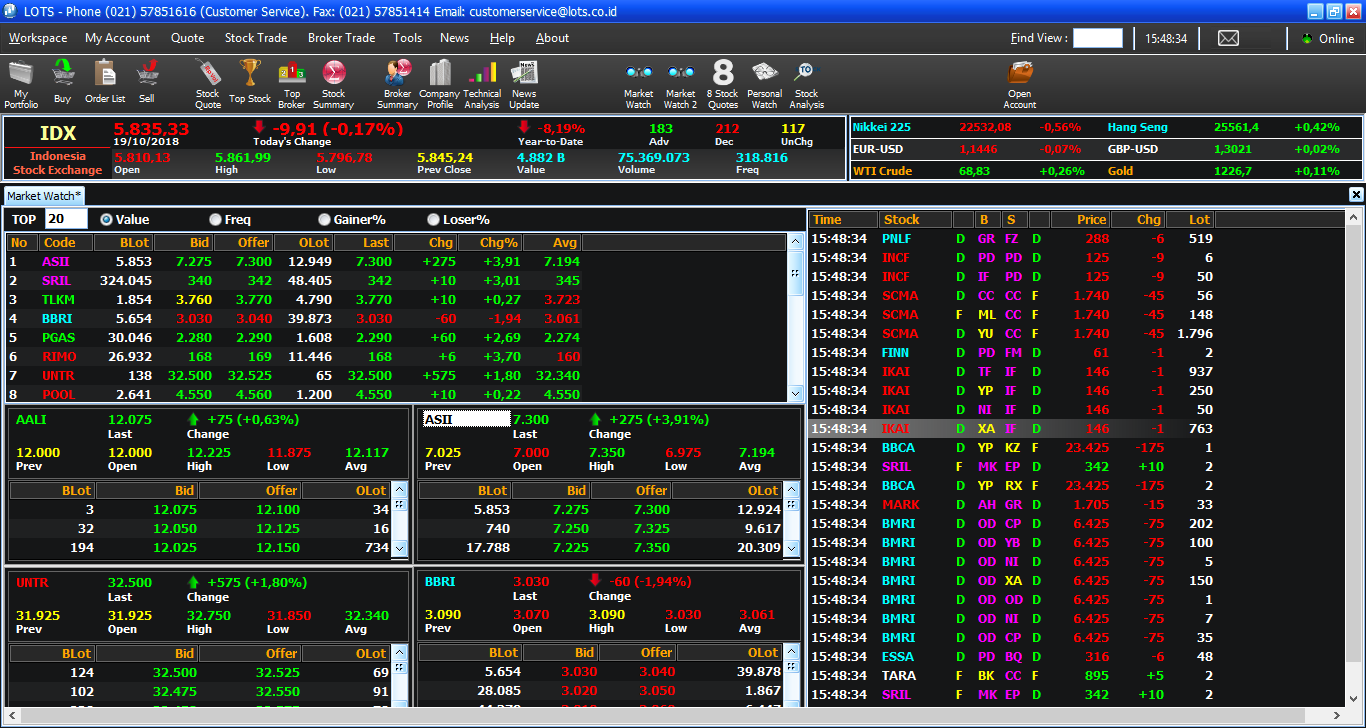 LOTS - Phone (021) 57851616 (Customer Service). Fax: (021) 57851414 Email: customerservice@lots.co.id
Workspace My Account Quote Stock Trade Broker Trade Tools News Help About Find View : 15:48:34 Online
My Portfolio Buy Order List Sell Stock Quote Top Stock Top Broker Stock Summary Broker Summary Company Profile Technical Analysis News Update Market Watch Market Watch 2 8 Stock Quotes Personal Watch Stock Analysis Open Account
IDX 5.835,33 -9,91 (-0,17%) -8,19% 183 212 117
19/10/2018 Today's Change Year-to-Date Adv Dec UnChg
Indonesia Stock Exchange 5.810,13 5.861,99 5.796,78 5.845,24 4.882 B 75.369.073 318.816
Open High Low Prev Close Value Volume Freq
Nikkei 225 22532,08 -0,56% Hang Seng 25561,4 +0,42%
EUR-USD 1,1446 -0,07% GBP-USD 1,3021 +0,02%
WTI Crude 68,83 +0,26% Gold 1226,7 +0,11%
Market Watch*
TOP 20 Value Freq Gainer% Loser%
No Code BLot Bid Offer OLot Last Chg Chg% Avg
1 ASII 5.853 7.275 7.300 12.949 7.300 +275 +3,91 7.194
2 SRIL 324.045 340 342 48.405 342 +10 +3,01 345
3 TLKM 1.854 3.760 3.770 4.790 3.770 +10 +0,27 3.723
4 BBRI 5.654 3.030 3.040 39.873 3.030 -60 -1,94 3.061
5 PGAS 30.046 2.280 2.290 1.608 2.290 +60 +2,69 2.274
6 RIMO 26.932 168 169 11.446 168 +6 +3,70 160
7 UNTR 138 32.500 32.525 65 32.500 +575 +1,80 32.340
8 POOL 2.641 4.550 4.560 1.200 4.550 +10 +0,22 4.550
AALI 12.075 +75 (+0,63%)
Last Change
12.000 12.000 12.225 11.875 12.117
Prev Open High Low Avg
BLot Bid Offer OLot
3 12.075 12.100 34
32 12.050 12.125 16
194 12.025 12.150 734
ASII 7.300 +275 (+3,91%)
Last Change
7.025 7.000 7.350 6.975 7.194
Prev Open High Low Avg
BLot Bid Offer OLot
5.853 7.275 7.300 12.924
740 7.250 7.325 9.617
17.788 7.225 7.350 20.309
UNTR 32.500 +575 (+1,80%)
Last Change
31.925 31.925 32.750 31.850 32.340
Prev Open High Low Avg
BLot Bid Offer OLot
124 32.500 32.525 69
102 32.475 32.550 91
BBRI 3.030 -60 (-1,94%)
Last Change
3.090 3.070 3.090 3.030 3.061
Prev Open High Low Avg
BLot Bid Offer OLot
5.654 3.030 3.040 39.878
28.085 3.020 3.050 1.867
Time Stock B S Price Chg Lot
15:48:34 PNLF D GR FZ D 288 -6 519
15:48:34 INCF D PD PD D 125 -9 6
15:48:34 INCF D IF PD D 125 -9 50
15:48:34 SCMA D CC CC F 1.740 -45 56
15:48:34 SCMA F ML CC F 1.740 -45 148
15:48:34 SCMA D YU CC F 1.740 -45 1.796
15:48:34 FINN D PD FM D 61 -1 2
15:48:34 IKAI D TF IF D 146 -1 937
15:48:34 IKAI D YP IF D 146 -1 250
15:48:34 IKAI D NI IF D 146 -1 50
15:48:34 IKAI D XA IF D 146 -1 763
15:48:34 BBCA D YP KZ F 23.425 -175 1
15:48:34 SRIL F MK EP D 342 +10 2
15:48:34 BBCA D YP RX F 23.425 -175 2
15:48:34 MARK D AH GR D 1.705 -15 33
15:48:34 BMRI D OD CP D 6.425 -75 202
15:48:34 BMRI D OD YB D 6.425 -75 100
15:48:34 BMRI D OD NI D 6.425 -75 5
15:48:34 BMRI D OD XA D 6.425 -75 150
15:48:34 BMRI D OD OD D 6.425 -75 1
15:48:34 BMRI D OD NI D 6.425 -75 7
15:48:34 BMRI D OD CP D 6.425 -75 35
15:48:34 ESSA D PD BQ D 316 -6 48
15:48:34 TARA F BK CC F 895 +5 2
15:48:34 SRIL F MK EP D 342 +10 2